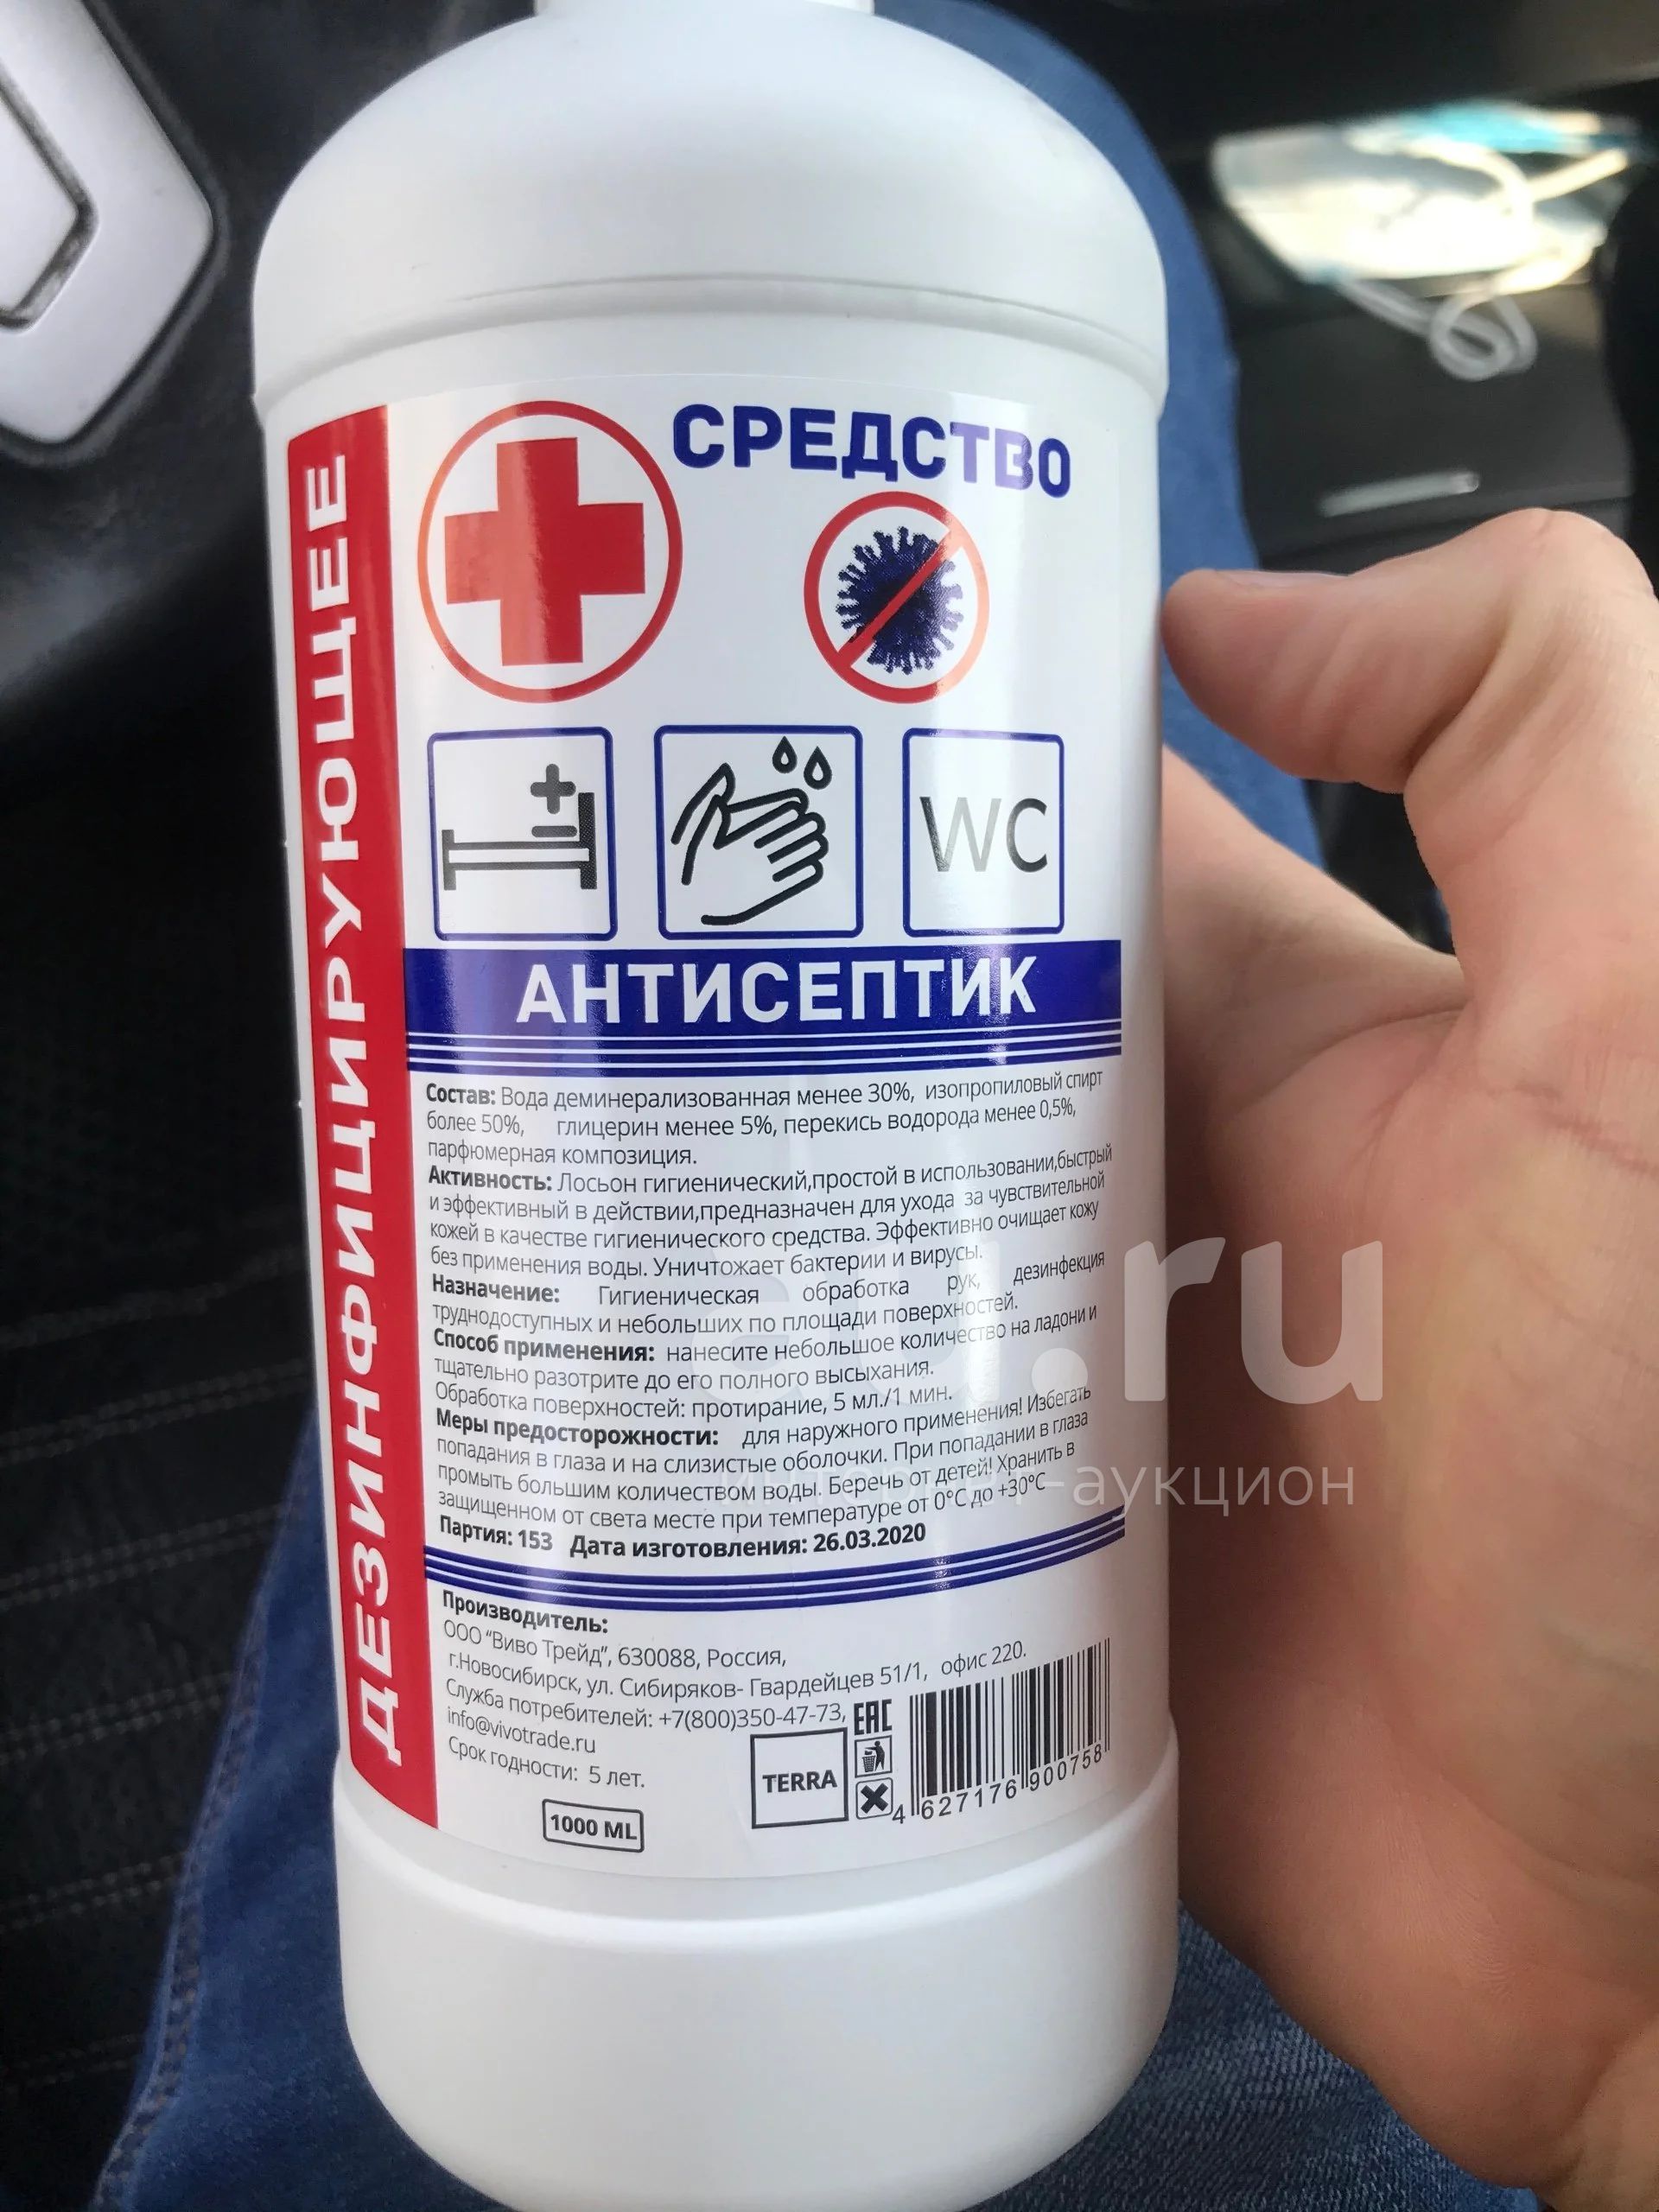 ДЕЗИНФИЦИРУЮЩЕЕ
СРЕДСТВО
WC
АНТИСЕПТИК
Состав: Вода деминерализованная менее 30%, изопропиловый спирт
более 50%, глицерин менее 5%, перекись водорода менее 0,5%,
парфюмерная композиция.
Активность: Лосьон гигиенический,простой в использовании,быстрый
и эффективный в действии,предназначен для ухода за чувствительной
кожей в качестве гигиенического средства. Эффективно очищает кожу
без применения воды. Уничтожает бактерии и вирусы.
Назначение: Гигиеническая обработка рук, дезинфекция
труднодоступных и небольших по площади поверхностей.
Способ применения: нанесите небольшое количество на ладони и
тщательно разотрите до его полного высыхания.
Обработка поверхностей: протирание, 5 мл./1 мин.
Меры предосторожности: для наружного применения! Избегать
попадания в глаза и на слизистые оболочки. При попадании в глаза
промыть большим количеством воды. Беречь от детей! Хранить в
защищенном от света месте при температуре от 0°С до +30°С
Партия: 153 Дата изготовления: 26.03.2020
Производитель:
ООО "Виво Трейд", 630088, Россия,
г.Новосибирск, ул. Сибиряков- Гвардейцев 51/1, офис 220.
Служба потребителей: +7(800)350-47-73,
info@vivotrade.ru
Срок годности: 5 лет.
1000 ML
TERRA
EAC
4 627176 900758
au.ru
интернет-аукцион